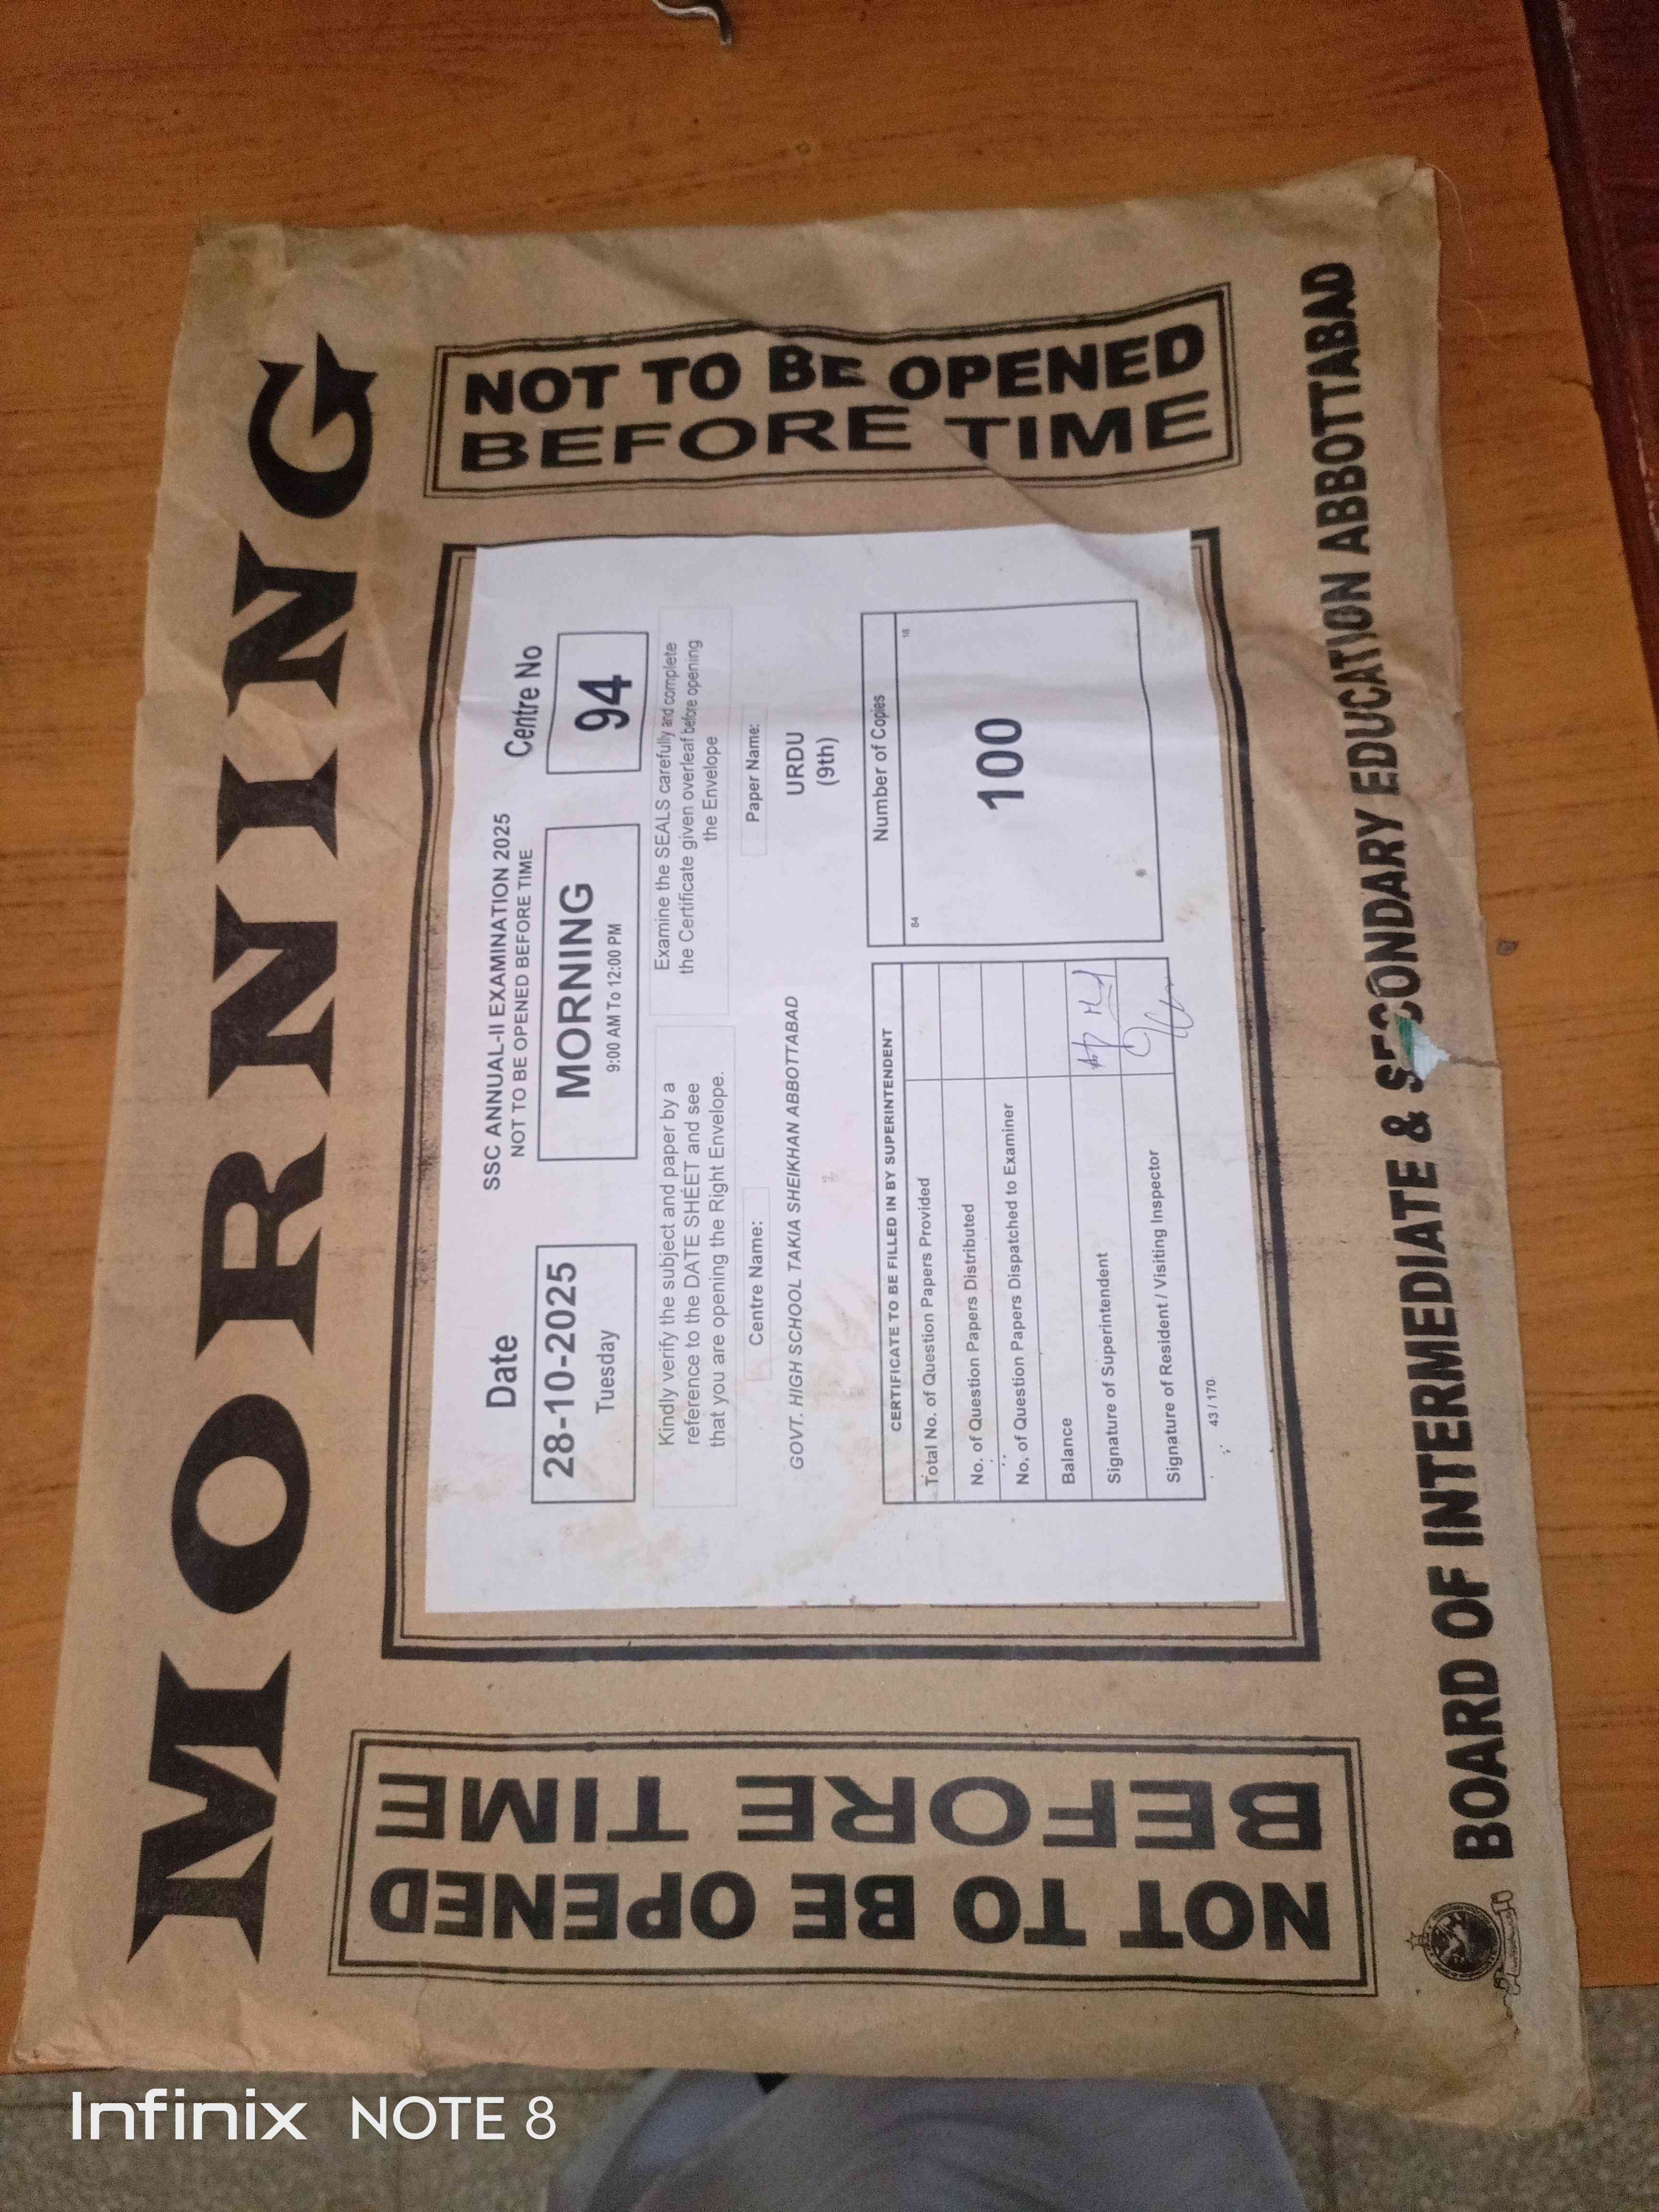 MORNING
NOT TO BE OPENED
BEFORE TIME
SSC ANNUAL-II EXAMINATION 2025
NOT TO BE OPENED BEFORE TIME
Date
28-10-2025
Tuesday
MORNING
9:00 AM To 12:00 PM
Centre No
94
Kindly verify the subject and paper by a
reference to the DATE SHEET and see
that you are opening the Right Envelope.
Examine the SEALS carefully and complete
the Certificate given overleaf before opening
the Envelope
Centre Name:
GOVT. HIGH SCHOOL TAKIA SHEIKHAN ABBOTTABAD
Paper Name:
URDU
(9th)
CERTIFICATE TO BE FILLED IN BY SUPERINTENDENT
Total No. of Question Papers Provided
No. of Question Papers Distributed
No. of Question Papers Dispatched to Examiner
Balance
Signature of Superintendent
Signature of Resident / Visiting Inspector
Number of Copies
84 16
100
43 / 170
NOT TO BE OPENED
BEFORE TIME
BOARD OF INTERMEDIATE & SECONDARY EDUCATION ABBOTTABAD
Infinix NOTE 8